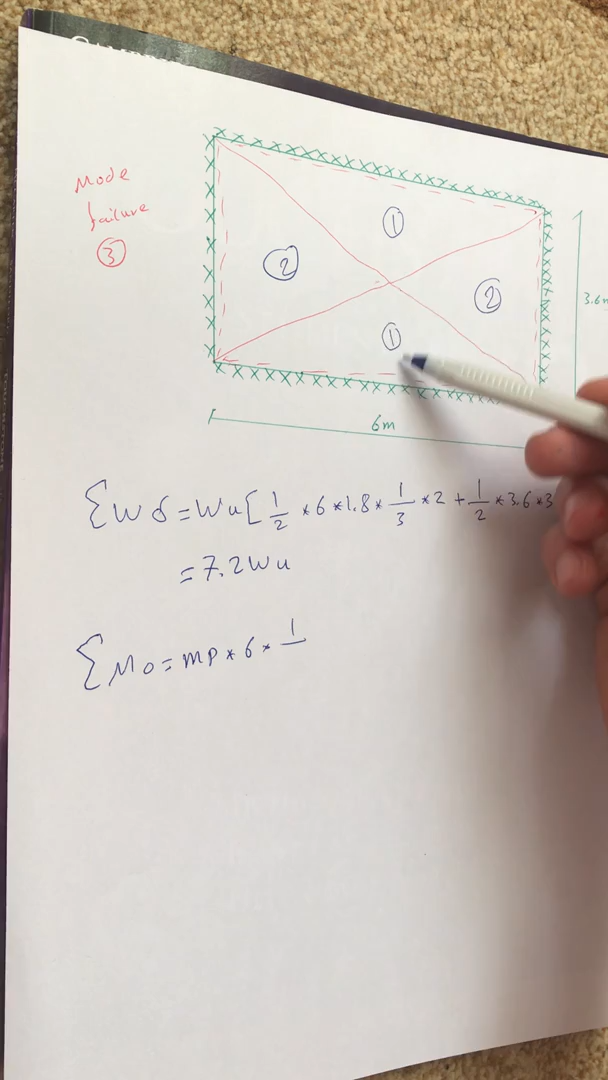 Mode
failure
③
①
②
②
①
3.6m
6m
Σwδ=wu[1/2*6*1.8*1/3*2+1/2*3.6*3
=7.2wu
ΣMo=mp*6*1/